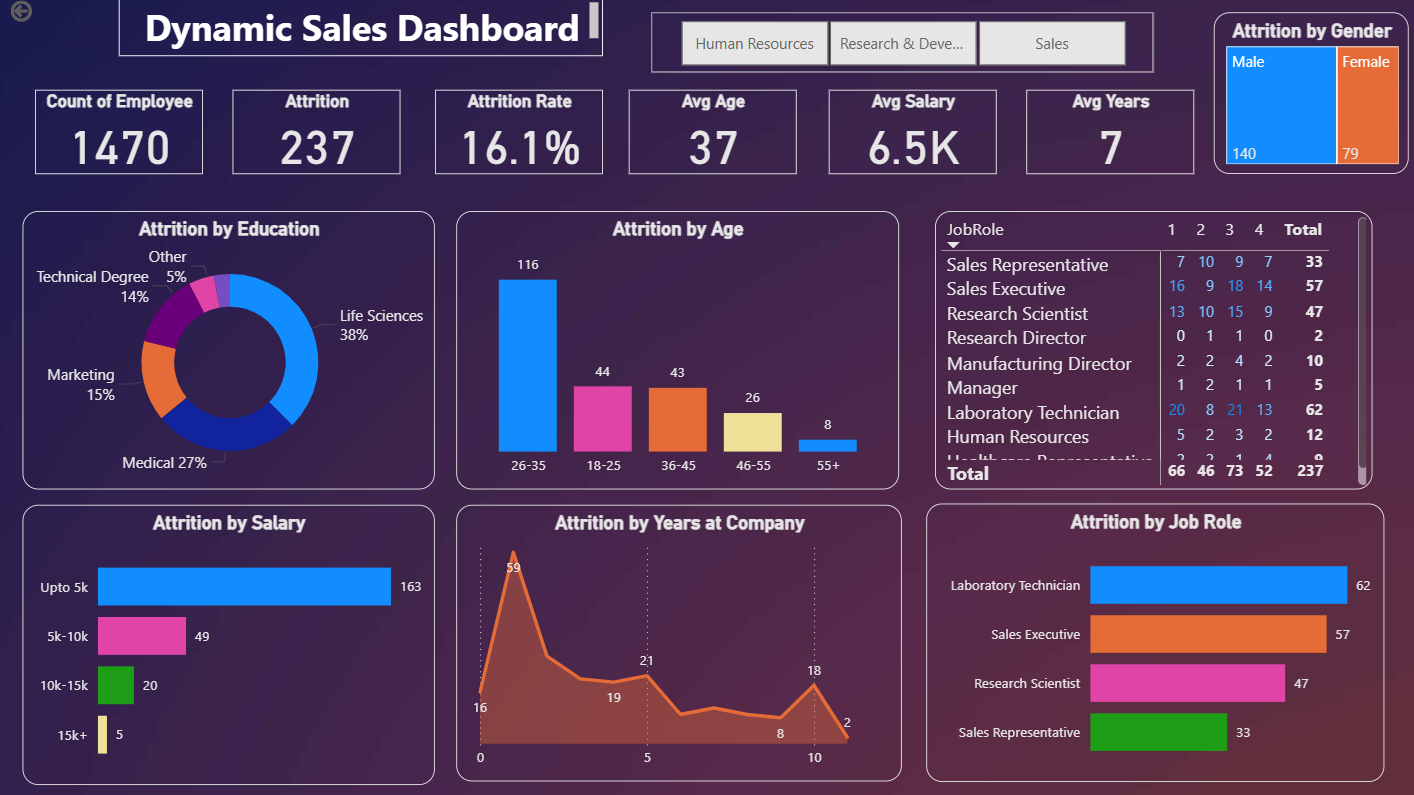 Dynamic Sales Dashboard
Human Resources
Research & Deve...
Sales
Attrition by Gender
Male
Female
140
79
Count of Employee
1470
Attrition
237
Attrition Rate
16.1%
Avg Age
37
Avg Salary
6.5K
Avg Years
7
Attrition by Education
Other
5%
Technical Degree
14%
Life Sciences
38%
Marketing
15%
Medical 27%
Attrition by Age
116
44
43
26
8
26-35
18-25
36-45
46-55
55+
JobRole 1 2 3 4 Total
Sales Representative 7 10 9 7 33
Sales Executive 16 9 18 14 57
Research Scientist 13 10 15 9 47
Research Director 0 1 1 0 2
Manufacturing Director 2 2 4 2 10
Manager 1 2 1 1 5
Laboratory Technician 20 8 21 13 62
Human Resources 5 2 3 2 12
Healthcare Representative 2 2 1 4 9
Total 66 46 73 52 237
Attrition by Salary
Upto 5k 163
5k-10k 49
10k-15k 20
15k+ 5
Attrition by Years at Company
59
21
18
16
19
8
2
0
5
10
Attrition by Job Role
Laboratory Technician 62
Sales Executive 57
Research Scientist 47
Sales Representative 33